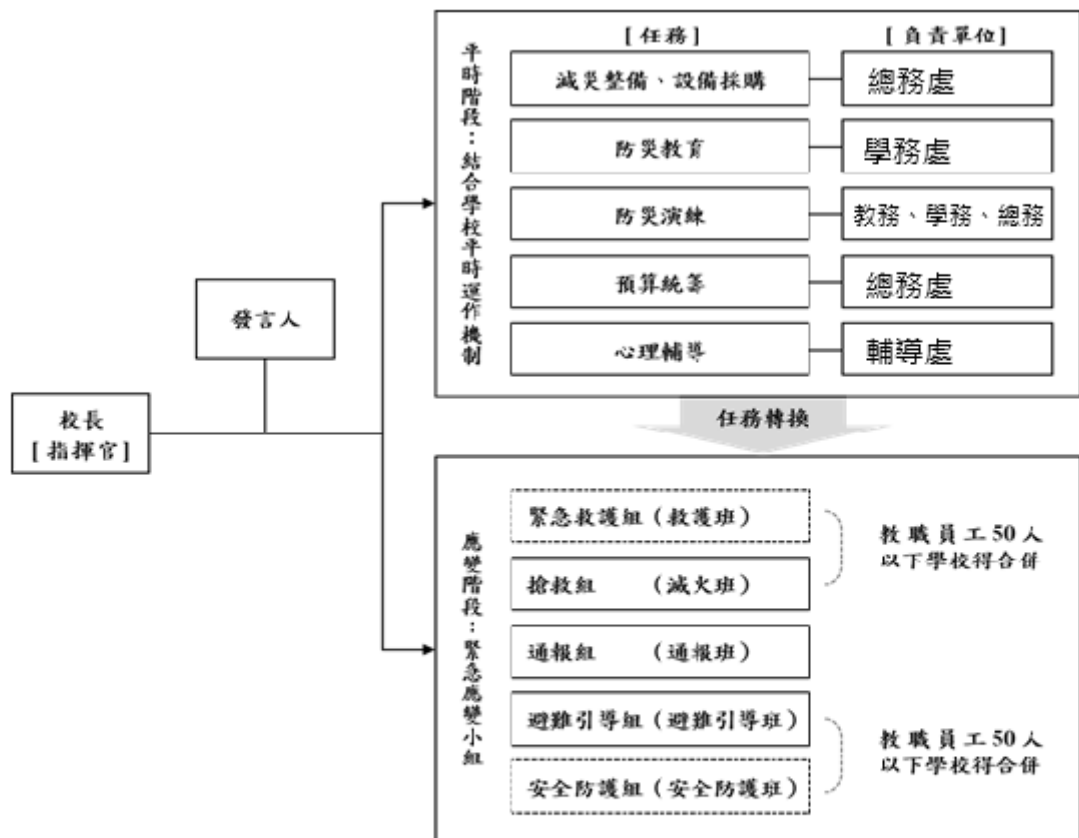 平時階段：結合學校平時運作機制
[任務]
[負責單位]
減災整備、設備採購
總務處
防災教育
學務處
防災演練
教務、學務、總務
預算統籌
總務處
心理輔導
輔導處
發言人
校長
[指揮官]
任務轉換
應變階段：緊急應變小組
緊急救護組（救護班）
搶救組　　（滅火班）
教職員工50人
以下學校得合併
通報組　　（通報班）
避難引導組（避難引導班）
安全防護組（安全防護班）
教職員工50人
以下學校得合併